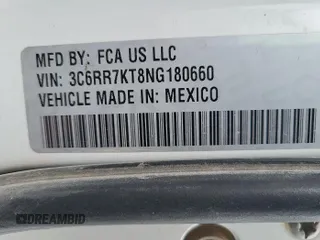 MFD BY: FCA US LLC
VIN: 3C6RR7KT8NG180660
VEHICLE MADE IN: MEXICO
DREAMBID